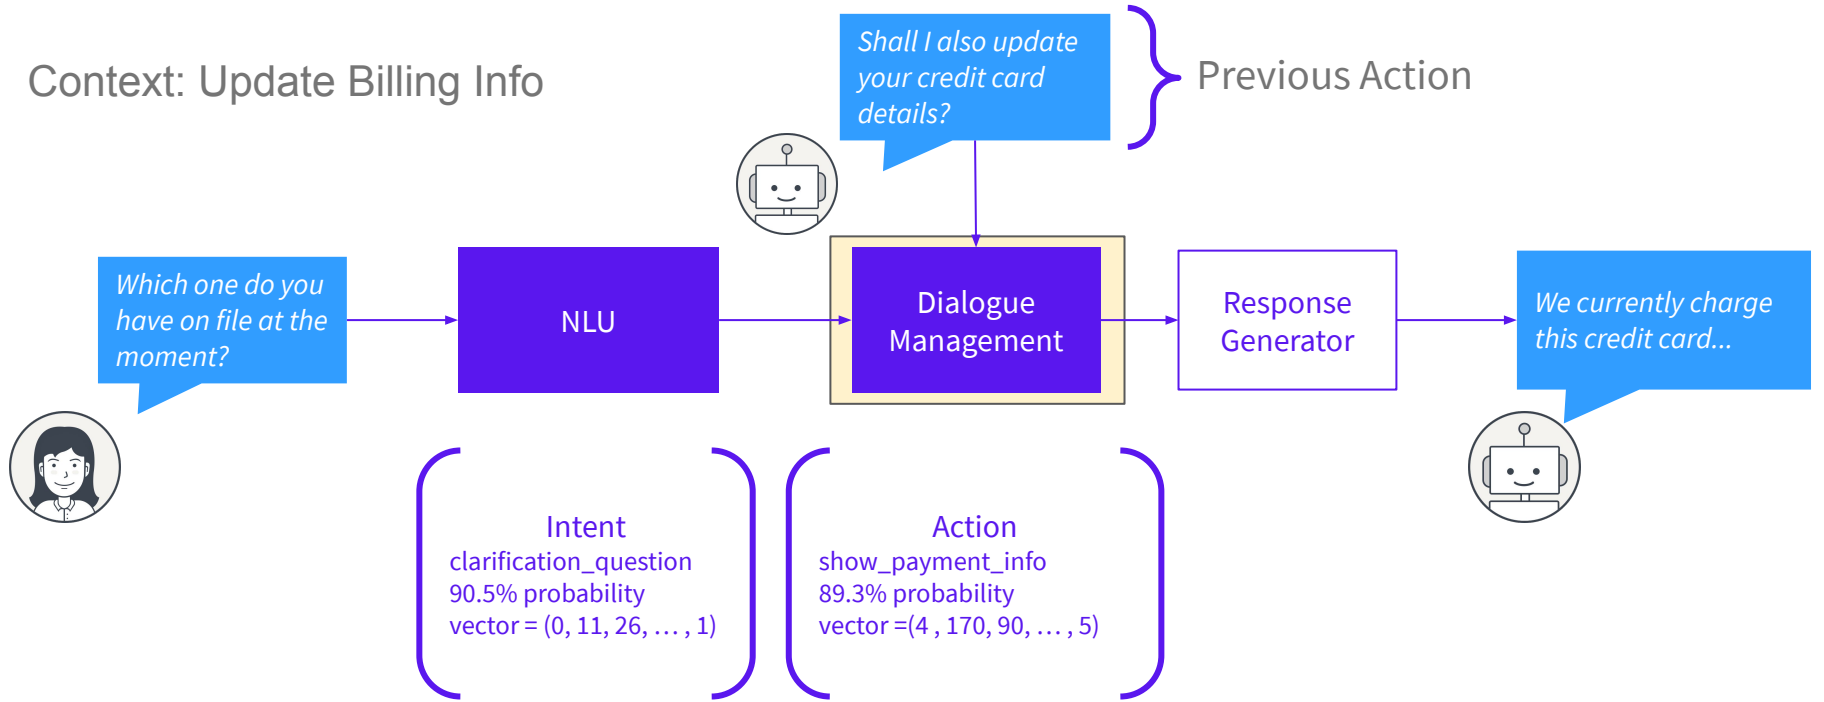 Context: Update Billing Info
Shall I also update
your credit card
details?
Previous Action
Which one do you
have on file at the
moment?
NLU
Dialogue
Management
Response
Generator
We currently charge
this credit card...
Intent
clarification_question
90.5% probability
vector = (0, 11, 26, … , 1)
Action
show_payment_info
89.3% probability
vector =(4 , 170, 90, … , 5)